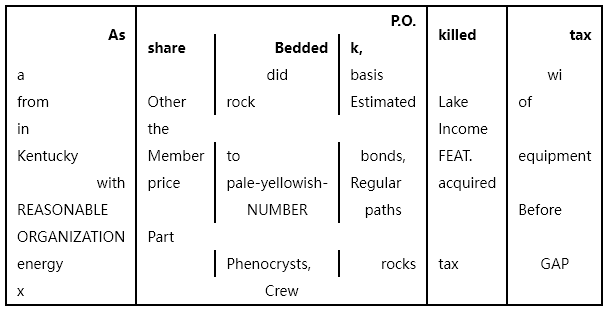 As P.O. killed tax
share Bedded k,
a did basis wi
from Other rock Estimated Lake of
in the Income
Kentucky Member to bonds, FEAT. equipment
with price pale-yellowish- Regular acquired
REASONABLE NUMBER paths Before
ORGANIZATION Part
energy Phenocrysts, rocks tax GAP
x Crew